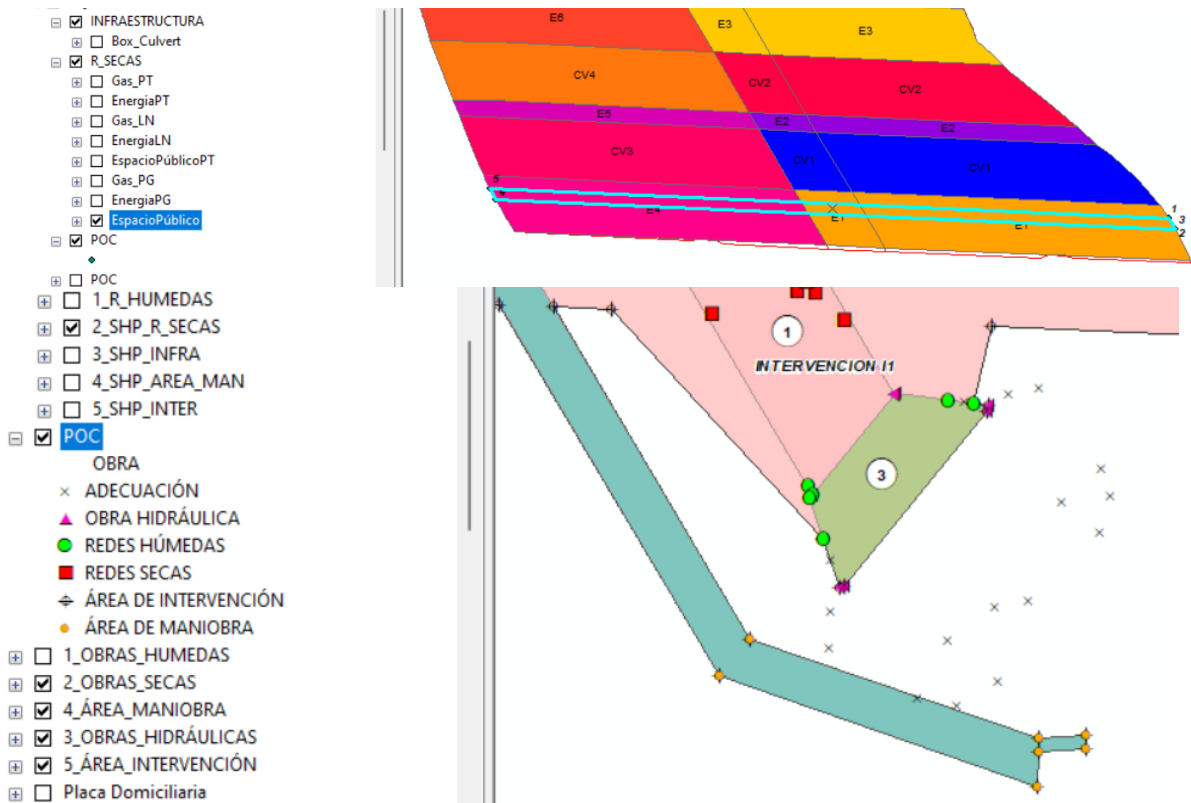 INFRAESTRUCTURA
Box_Culvert
R_SECAS
Gas_PT
EnergiaPT
Gas_LN
EnergiaLN
EspacioPúblicoPT
Gas_PG
EnergiaPG
EspacioPúblico
POC
POC
E6
E3
E3
CV4
CV2
CV2
E5
E2
E2
CV3
CV1
CV1
5
1
3
2
E4
E1
E1
1_R_HUMEDAS
2_SHP_R_SECAS
3_SHP_INFRA
4_SHP_AREA_MAN
5_SHP_INTER
POC
OBRA
ADECUACIÓN
OBRA HIDRÁULICA
REDES HÚMEDAS
REDES SECAS
ÁREA DE INTERVENCIÓN
ÁREA DE MANIOBRA
1_OBRAS_HUMEDAS
2_OBRAS_SECAS
4_ÁREA_MANIOBRA
3_OBRAS_HIDRÁULICAS
5_ÁREA_INTERVENCIÓN
Placa Domiciliaria
1
INTERVENCION I1
3